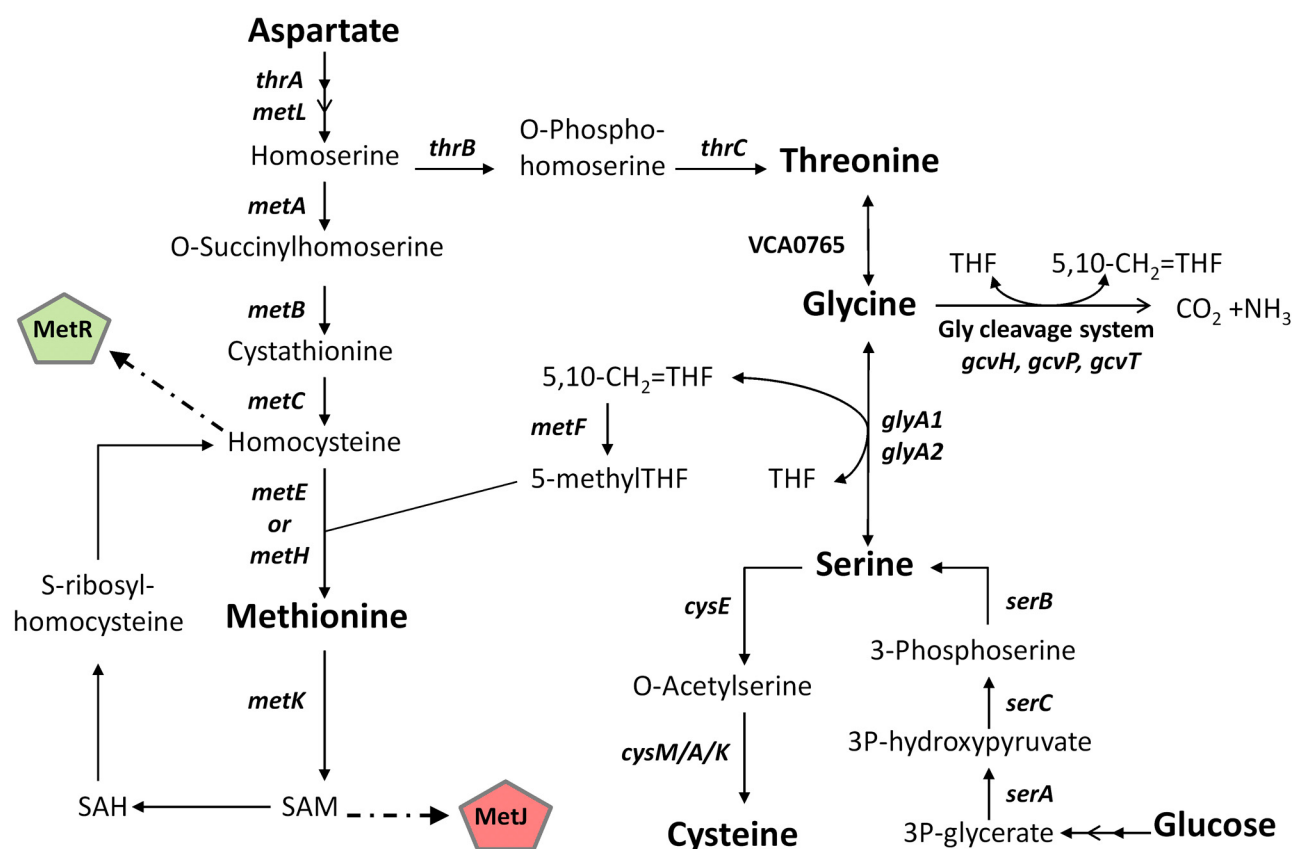 Aspartate
thrA
metL
Homoserine
thrB
O-Phospho-
homoserine
thrC
Threonine
metA
O-Succinylhomoserine
VCA0765
THF
5,10-CH₂=THF
metB
MetR
Glycine
CO₂ +NH₃
Gly cleavage system
gcvH, gcvP, gcvT
Cystathionine
metC
5,10-CH₂=THF
metF
glyA1
glyA2
Homocysteine
5-methylTHF
THF
metE
or
metH
S-ribosyl-
homocysteine
Methionine
Serine
cysE
serB
3-Phosphoserine
metK
O-Acetylserine
serC
3P-hydroxypyruvate
cysM/A/K
serA
SAH
SAM
MetJ
Cysteine
3P-glycerate
Glucose